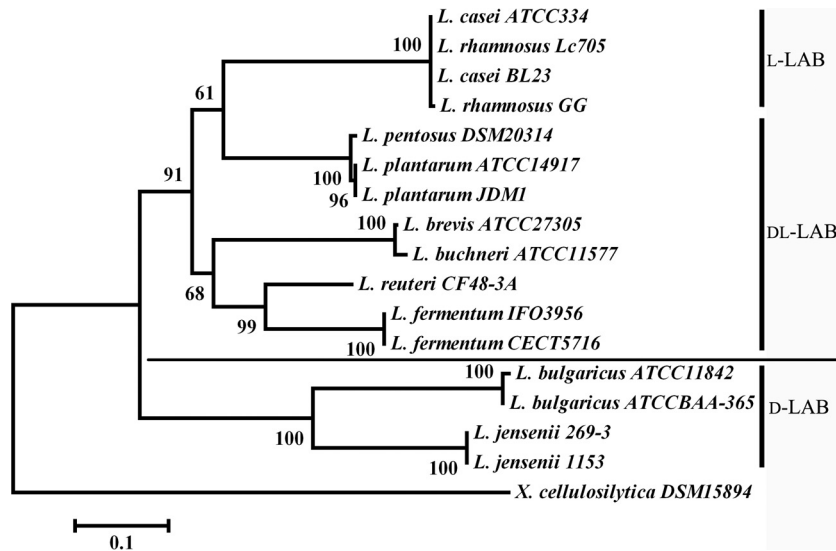 L. casei ATCC334
100
L. rhamnosus Lc705
L-LAB
L. casei BL23
61
L. rhamnosus GG
L. pentosus DSM20314
L. plantarum ATCC14917
91
100
L. plantarum JDM1
96
L. brevis ATCC27305
100
DL-LAB
L. buchneri ATCC11577
L. reuteri CF48-3A
68
L. fermentum IFO3956
99
L. fermentum CECT5716
100
L. bulgaricus ATCC11842
100
L. bulgaricus ATCCBAA-365
D-LAB
L. jensenii 269-3
100
L. jensenii 1153
100
X. cellulosilytica DSM15894
0.1